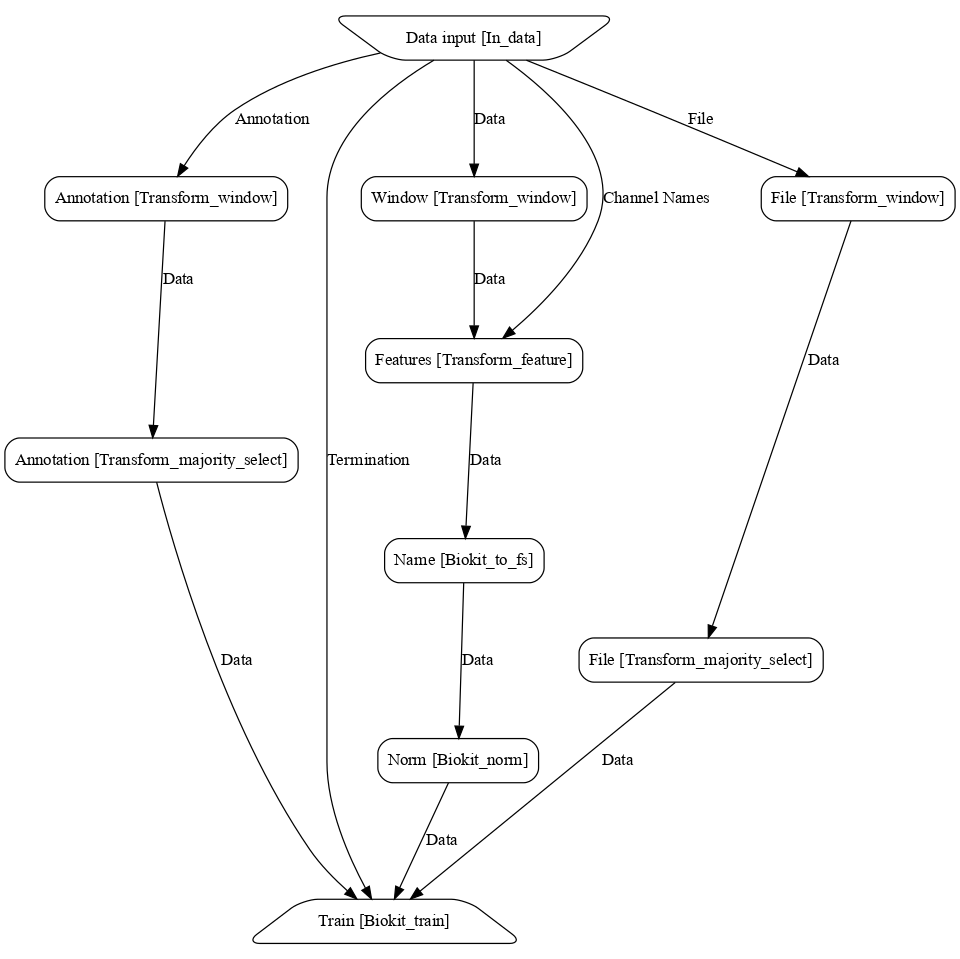 Data input [In_data]
Annotation
Data
File
Annotation [Transform_window]
Window [Transform_window]
Channel Names
File [Transform_window]
Data
Data
Features [Transform_feature]
Data
Annotation [Transform_majority_select]
Termination
Data
Name [Biokit_to_fs]
Data
Data
File [Transform_majority_select]
Norm [Biokit_norm]
Data
Data
Train [Biokit_train]